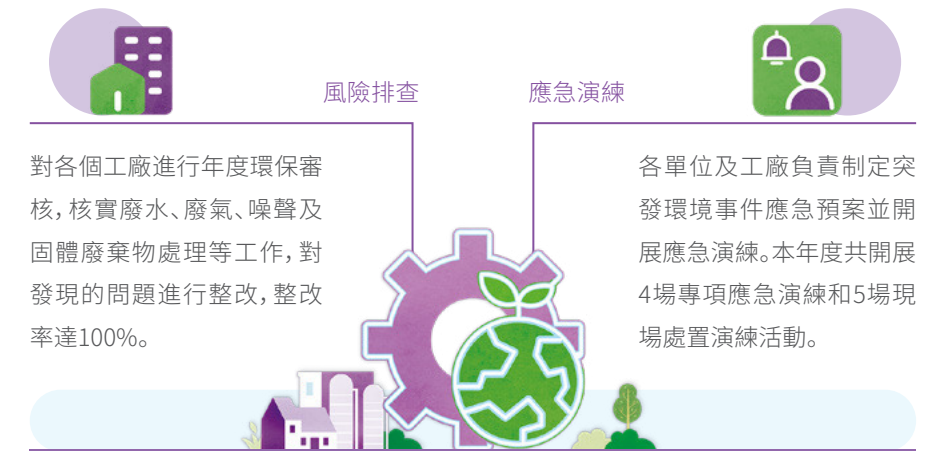 風險排查
對各個工廠進行年度環保審
核，核實廢水、廢氣、噪聲及
固體廢棄物處理等工作，對
發現的問題進行整改，整改
率達100%。
應急演練
各單位及工廠負責制定突
發環境事件應急預案並開
展應急演練。本年度共開展
4場專項應急演練和5場現
場處置演練活動。